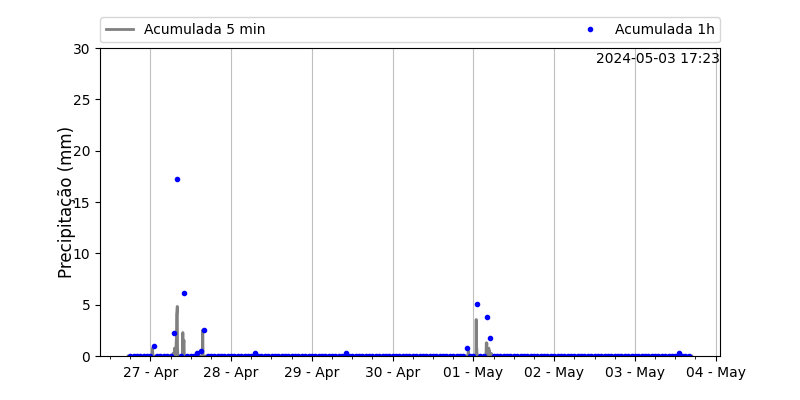 Acumulada 5 min
Acumulada 1h
2024-05-03 17:23
Precipitação (mm)
30
25
20
15
10
5
0
27 - Apr
28 - Apr
29 - Apr
30 - Apr
01 - May
02 - May
03 - May
04 - May